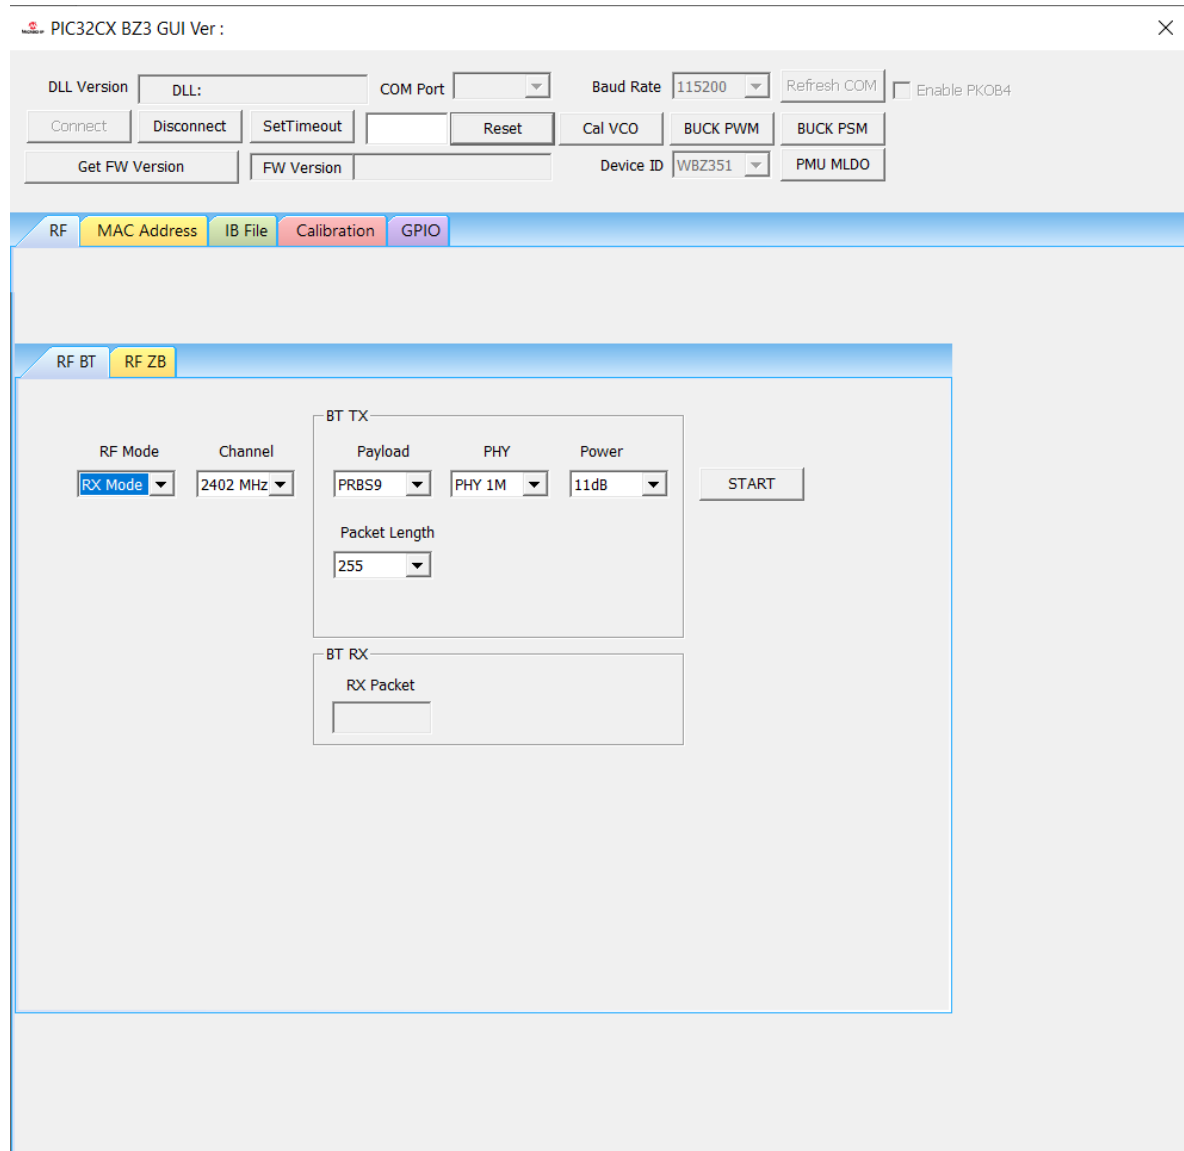 PIC32CX BZ3 GUI Ver :
DLL Version DLL: COM Port Baud Rate 115200 Refresh COM Enable PKOB4
Connect Disconnect SetTimeout Reset Cal VCO BUCK PWM BUCK PSM
Get FW Version FW Version Device ID WBZ351 PMU MLDO
RF MAC Address IB File Calibration GPIO
RF BT RF ZB
BT TX
RF Mode Channel Payload PHY Power
RX Mode 2402 MHz PRBS9 PHY 1M 11dB START
Packet Length
255
BT RX
RX Packet